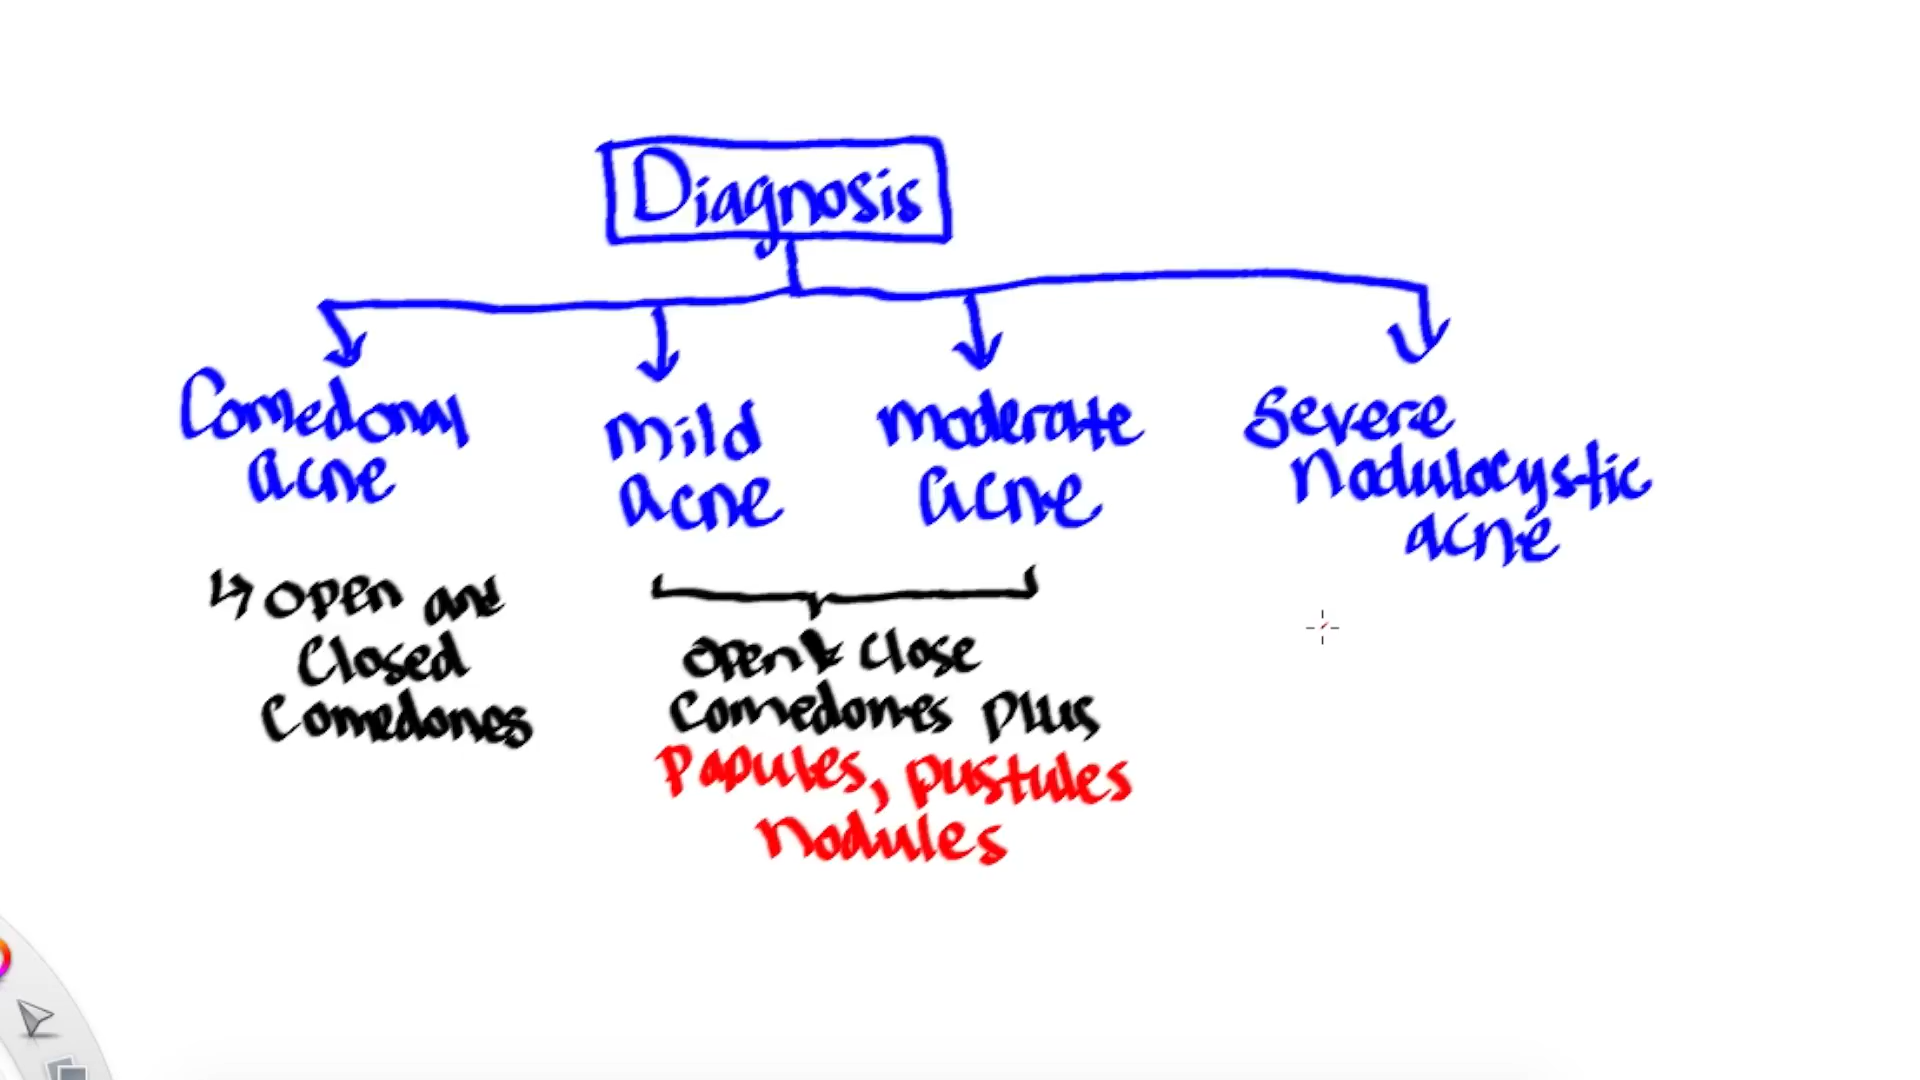 Diagnosis
Comedonal
acne
Mild
acne
moderate
acne
Severe
Nodulocystic
acne
↳ open and
Closed
Comedones
open & Close
Comedones plus
Papules, pustules
nodules